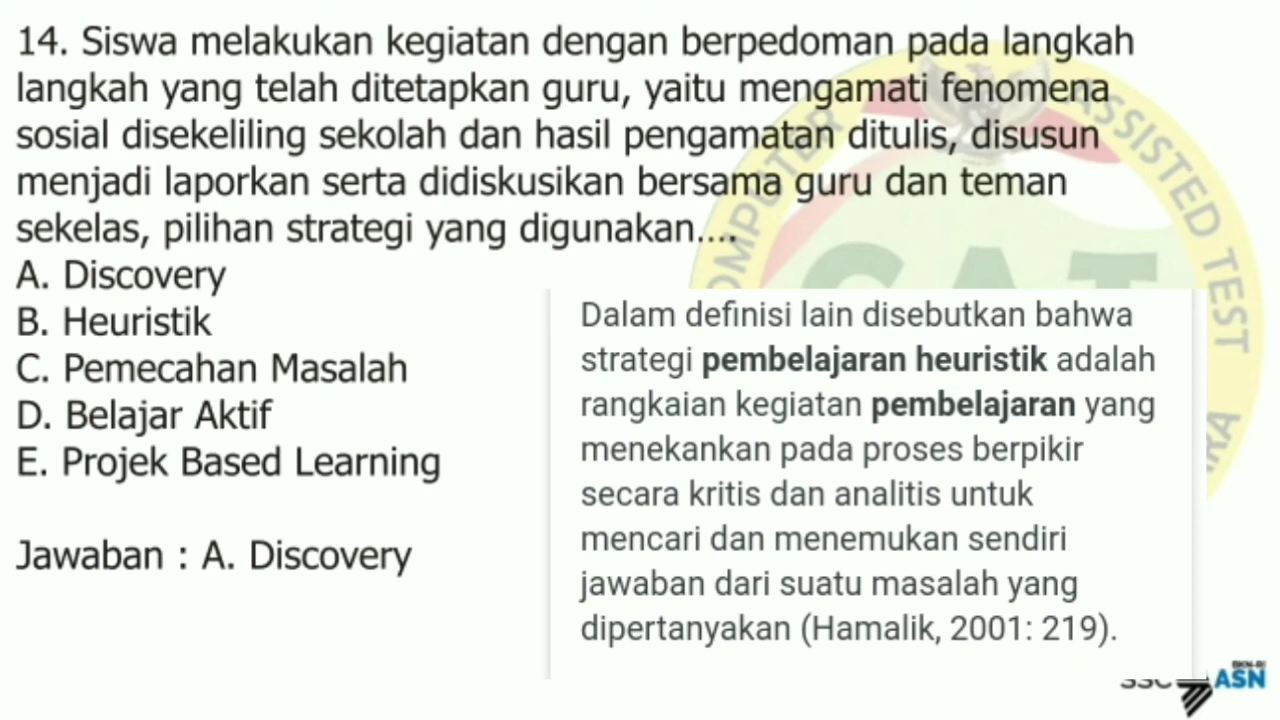 14. Siswa melakukan kegiatan dengan berpedoman pada langkah
langkah yang telah ditetapkan guru, yaitu mengamati fenomena
sosial disekeliling sekolah dan hasil pengamatan ditulis, disusun
menjadi laporkan serta didiskusikan bersama guru dan teman
sekelas, pilihan strategi yang digunakan....
A. Discovery
B. Heuristik
C. Pemecahan Masalah
D. Belajar Aktif
E. Projek Based Learning
Jawaban : A. Discovery
Dalam definisi lain disebutkan bahwa
strategi pembelajaran heuristik adalah
rangkaian kegiatan pembelajaran yang
menekankan pada proses berpikir
secara kritis dan analitis untuk
mencari dan menemukan sendiri
jawaban dari suatu masalah yang
dipertanyakan (Hamalik, 2001: 219).
ASSISTED TEST
CAT
BKN-RI
ASN